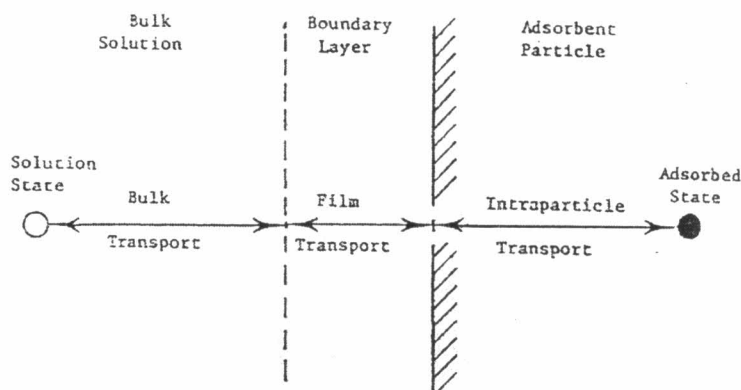 Bulk
Solution
Boundary
Layer
Adsorbent
Particle
Solution
State
Bulk
Transport
Film
Transport
Intraparticle
Transport
Adsorbed
State